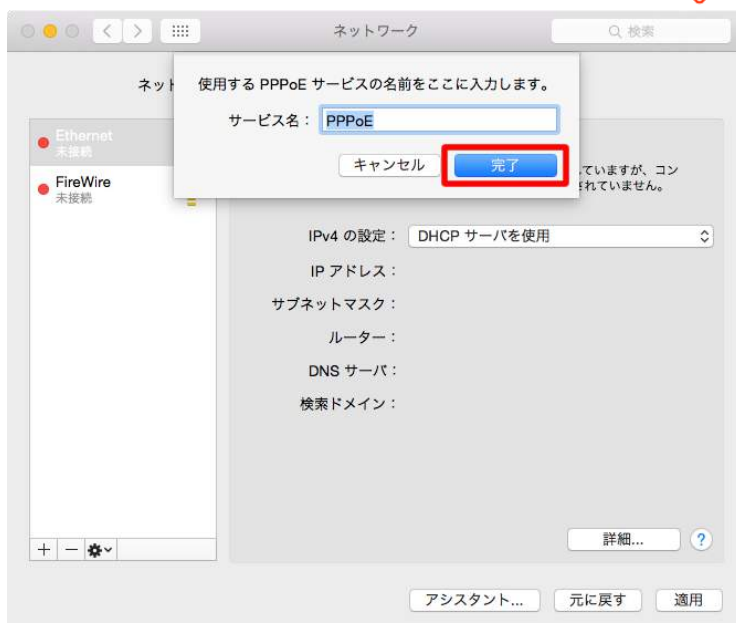 ネットワーク
検索
ネット
使用する PPPoE サービスの名前をここに入力します。
サービス名：
PPPoE
キャンセル
完了
Ethernet
未接続
FireWire
未接続
ていますが、コン
されていません。
IPv4 の設定：
DHCP サーバを使用
IP アドレス：
サブネットマスク：
ルーター：
DNS サーバ：
検索ドメイン：
詳細...
?
アシスタント...
元に戻す
適用